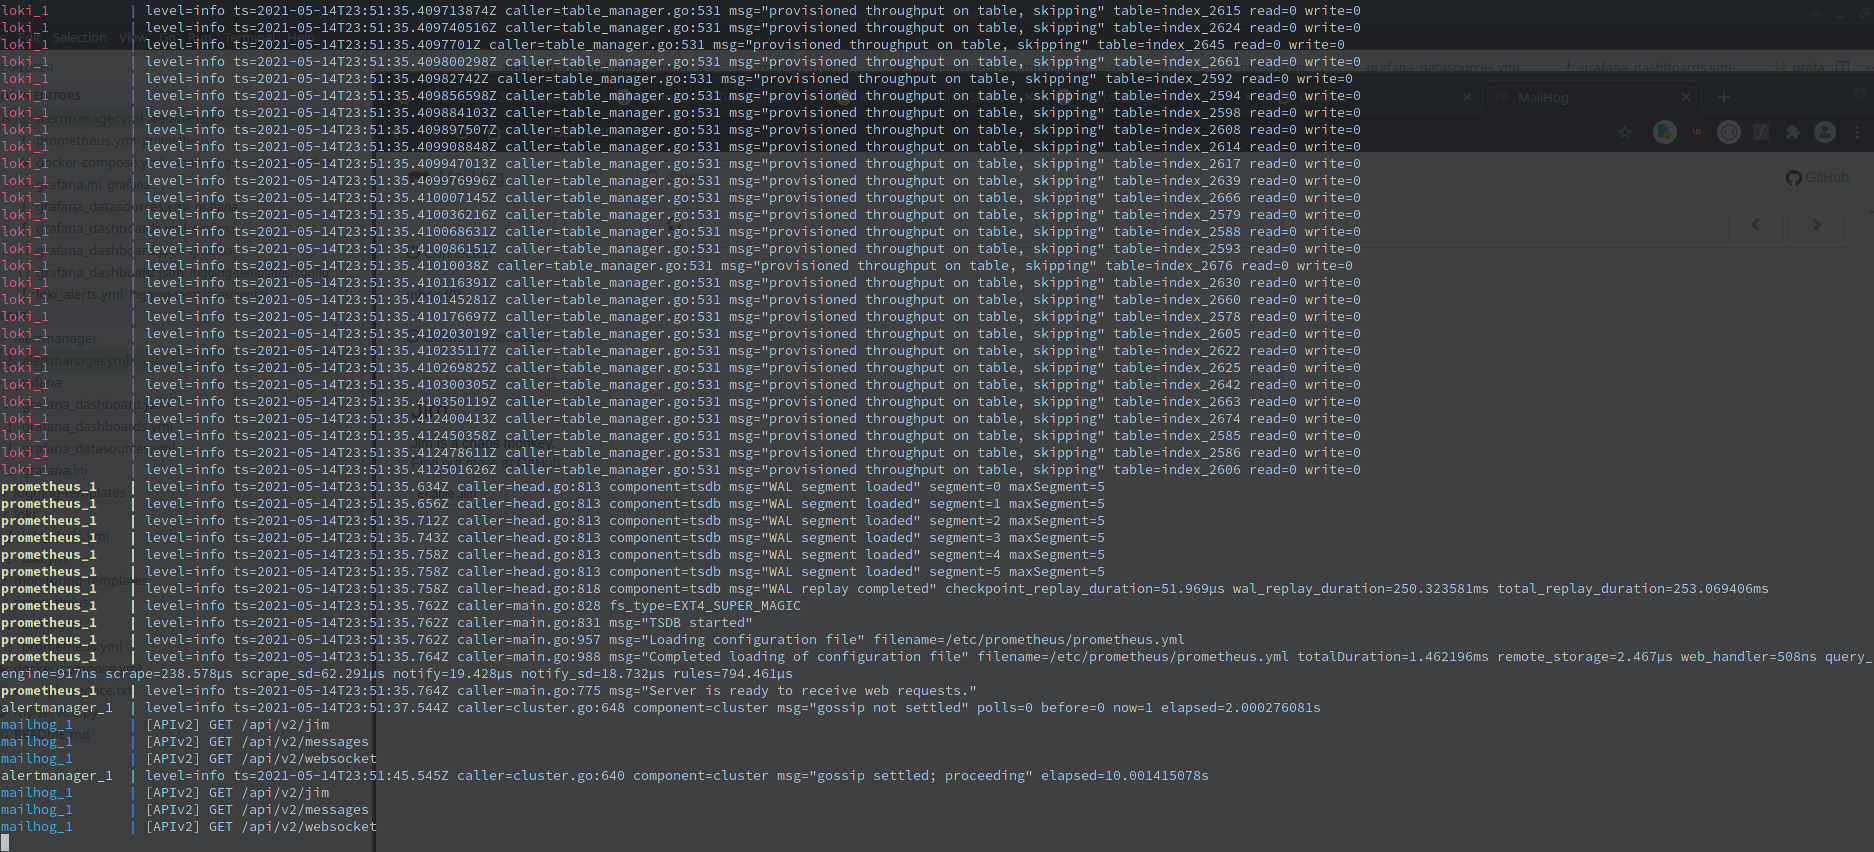 loki_1 | level=info ts=2021-05-14T23:51:35.409713874Z caller=table_manager.go:531 msg="provisioned throughput on table, skipping" table=index_2615 read=0 write=0
loki_1 | level=info ts=2021-05-14T23:51:35.409740516Z caller=table_manager.go:531 msg="provisioned throughput on table, skipping" table=index_2624 read=0 write=0
loki_1 | level=info ts=2021-05-14T23:51:35.4097701Z caller=table_manager.go:531 msg="provisioned throughput on table, skipping" table=index_2645 read=0 write=0
loki_1 | level=info ts=2021-05-14T23:51:35.409800298Z caller=table_manager.go:531 msg="provisioned throughput on table, skipping" table=index_2661 read=0 write=0
loki_1 | level=info ts=2021-05-14T23:51:35.40982742Z caller=table_manager.go:531 msg="provisioned throughput on table, skipping" table=index_2592 read=0 write=0
loki_1 | level=info ts=2021-05-14T23:51:35.409856598Z caller=table_manager.go:531 msg="provisioned throughput on table, skipping" table=index_2594 read=0 write=0
loki_1 | level=info ts=2021-05-14T23:51:35.409884103Z caller=table_manager.go:531 msg="provisioned throughput on table, skipping" table=index_2598 read=0 write=0
loki_1 | level=info ts=2021-05-14T23:51:35.409897507Z caller=table_manager.go:531 msg="provisioned throughput on table, skipping" table=index_2608 read=0 write=0
loki_1 | level=info ts=2021-05-14T23:51:35.409908848Z caller=table_manager.go:531 msg="provisioned throughput on table, skipping" table=index_2614 read=0 write=0
loki_1 | level=info ts=2021-05-14T23:51:35.409947013Z caller=table_manager.go:531 msg="provisioned throughput on table, skipping" table=index_2617 read=0 write=0
loki_1 | level=info ts=2021-05-14T23:51:35.409976996Z caller=table_manager.go:531 msg="provisioned throughput on table, skipping" table=index_2639 read=0 write=0
loki_1 | level=info ts=2021-05-14T23:51:35.410007145Z caller=table_manager.go:531 msg="provisioned throughput on table, skipping" table=index_2666 read=0 write=0
loki_1 | level=info ts=2021-05-14T23:51:35.410036216Z caller=table_manager.go:531 msg="provisioned throughput on table, skipping" table=index_2579 read=0 write=0
loki_1 | level=info ts=2021-05-14T23:51:35.410068631Z caller=table_manager.go:531 msg="provisioned throughput on table, skipping" table=index_2588 read=0 write=0
loki_1 | level=info ts=2021-05-14T23:51:35.410086151Z caller=table_manager.go:531 msg="provisioned throughput on table, skipping" table=index_2593 read=0 write=0
loki_1 | level=info ts=2021-05-14T23:51:35.41010038Z caller=table_manager.go:531 msg="provisioned throughput on table, skipping" table=index_2676 read=0 write=0
loki_1 | level=info ts=2021-05-14T23:51:35.410116391Z caller=table_manager.go:531 msg="provisioned throughput on table, skipping" table=index_2630 read=0 write=0
loki_1 | level=info ts=2021-05-14T23:51:35.410145281Z caller=table_manager.go:531 msg="provisioned throughput on table, skipping" table=index_2660 read=0 write=0
loki_1 | level=info ts=2021-05-14T23:51:35.410176697Z caller=table_manager.go:531 msg="provisioned throughput on table, skipping" table=index_2578 read=0 write=0
loki_1 | level=info ts=2021-05-14T23:51:35.410203019Z caller=table_manager.go:531 msg="provisioned throughput on table, skipping" table=index_2605 read=0 write=0
loki_1 | level=info ts=2021-05-14T23:51:35.410235117Z caller=table_manager.go:531 msg="provisioned throughput on table, skipping" table=index_2622 read=0 write=0
loki_1 | level=info ts=2021-05-14T23:51:35.410269825Z caller=table_manager.go:531 msg="provisioned throughput on table, skipping" table=index_2625 read=0 write=0
loki_1 | level=info ts=2021-05-14T23:51:35.410300305Z caller=table_manager.go:531 msg="provisioned throughput on table, skipping" table=index_2642 read=0 write=0
loki_1 | level=info ts=2021-05-14T23:51:35.410350119Z caller=table_manager.go:531 msg="provisioned throughput on table, skipping" table=index_2663 read=0 write=0
loki_1 | level=info ts=2021-05-14T23:51:35.412400413Z caller=table_manager.go:531 msg="provisioned throughput on table, skipping" table=index_2674 read=0 write=0
loki_1 | level=info ts=2021-05-14T23:51:35.412450358Z caller=table_manager.go:531 msg="provisioned throughput on table, skipping" table=index_2585 read=0 write=0
loki_1 | level=info ts=2021-05-14T23:51:35.412478611Z caller=table_manager.go:531 msg="provisioned throughput on table, skipping" table=index_2586 read=0 write=0
loki_1 | level=info ts=2021-05-14T23:51:35.412501626Z caller=table_manager.go:531 msg="provisioned throughput on table, skipping" table=index_2606 read=0 write=0
prometheus_1 | level=info ts=2021-05-14T23:51:35.634Z caller=head.go:813 component=tsdb msg="WAL segment loaded" segment=0 maxSegment=5
prometheus_1 | level=info ts=2021-05-14T23:51:35.656Z caller=head.go:813 component=tsdb msg="WAL segment loaded" segment=1 maxSegment=5
prometheus_1 | level=info ts=2021-05-14T23:51:35.712Z caller=head.go:813 component=tsdb msg="WAL segment loaded" segment=2 maxSegment=5
prometheus_1 | level=info ts=2021-05-14T23:51:35.743Z caller=head.go:813 component=tsdb msg="WAL segment loaded" segment=3 maxSegment=5
prometheus_1 | level=info ts=2021-05-14T23:51:35.758Z caller=head.go:813 component=tsdb msg="WAL segment loaded" segment=4 maxSegment=5
prometheus_1 | level=info ts=2021-05-14T23:51:35.758Z caller=head.go:813 component=tsdb msg="WAL segment loaded" segment=5 maxSegment=5
prometheus_1 | level=info ts=2021-05-14T23:51:35.758Z caller=head.go:818 component=tsdb msg="WAL replay completed" checkpoint_replay_duration=51.969µs wal_replay_duration=250.323581ms total_replay_duration=253.069406ms
prometheus_1 | level=info ts=2021-05-14T23:51:35.762Z caller=main.go:828 fs_type=EXT4_SUPER_MAGIC
prometheus_1 | level=info ts=2021-05-14T23:51:35.762Z caller=main.go:831 msg="TSDB started"
prometheus_1 | level=info ts=2021-05-14T23:51:35.762Z caller=main.go:957 msg="Loading configuration file" filename=/etc/prometheus/prometheus.yml
prometheus_1 | level=info ts=2021-05-14T23:51:35.764Z caller=main.go:988 msg="Completed loading of configuration file" filename=/etc/prometheus/prometheus.yml totalDuration=1.462196ms remote_storage=2.467µs web_handler=508ns query_
engine=917ns scrape=238.578µs scrape_sd=62.291µs notify=19.428µs notify_sd=18.732µs rules=794.461µs
prometheus_1 | level=info ts=2021-05-14T23:51:35.764Z caller=main.go:775 msg="Server is ready to receive web requests."
alertmanager_1 | level=info ts=2021-05-14T23:51:37.544Z caller=cluster.go:648 component=cluster msg="gossip not settled" polls=0 before=0 now=1 elapsed=2.000276081s
mailhog_1 | [APIv2] GET /api/v2/jim
mailhog_1 | [APIv2] GET /api/v2/messages
mailhog_1 | [APIv2] GET /api/v2/websocket
alertmanager_1 | level=info ts=2021-05-14T23:51:45.545Z caller=cluster.go:640 component=cluster msg="gossip settled; proceeding" elapsed=10.001415078s
mailhog_1 | [APIv2] GET /api/v2/jim
mailhog_1 | [APIv2] GET /api/v2/messages
mailhog_1 | [APIv2] GET /api/v2/websocket
MailHog
GitHub